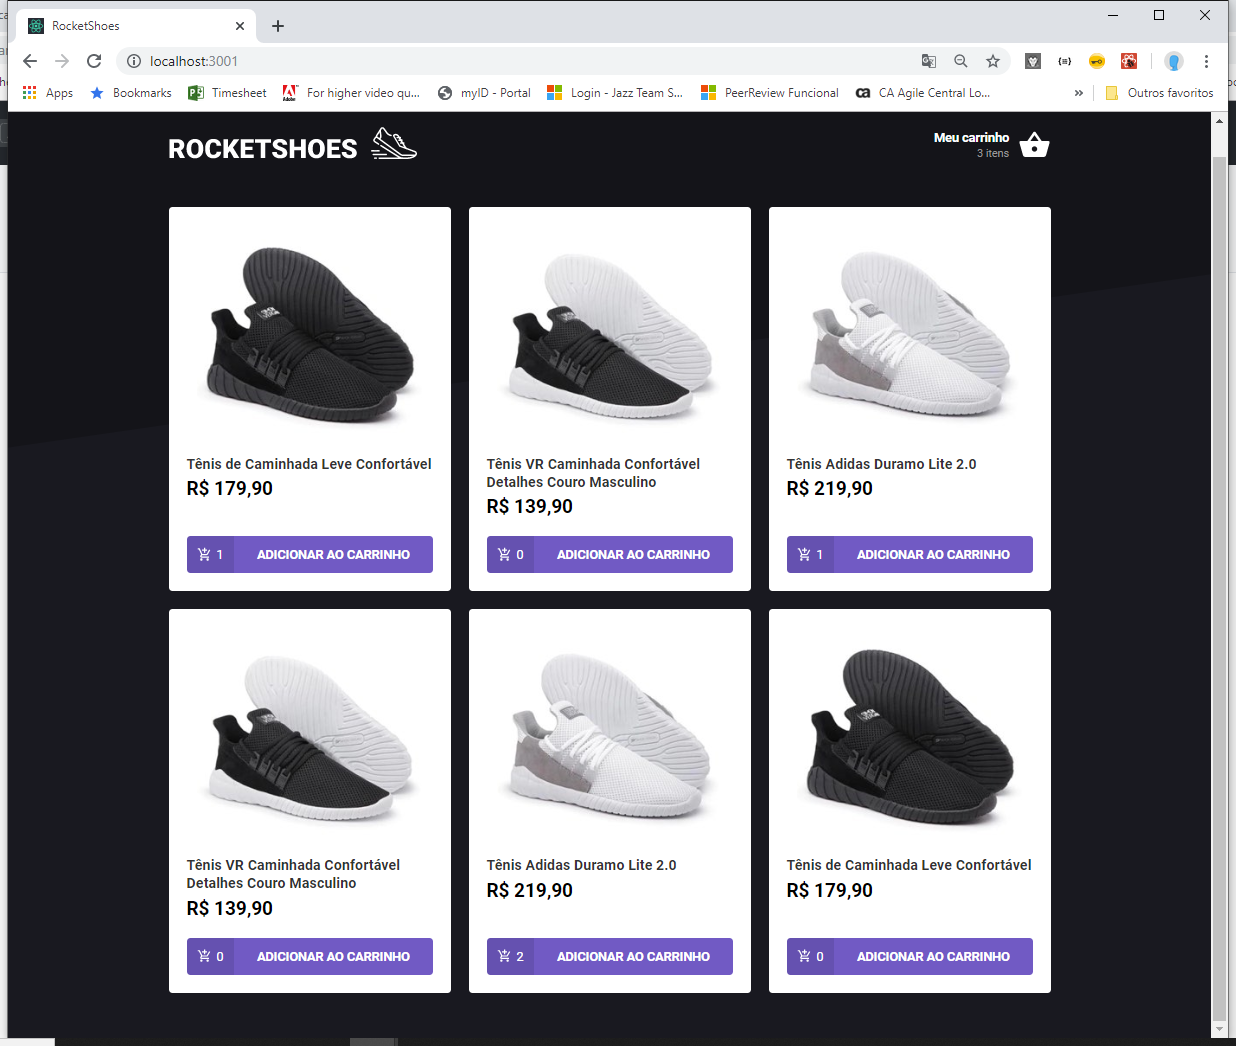 RocketShoes
localhost:3001
Apps
Bookmarks
Timesheet
For higher video qu...
myID - Portal
Login - Jazz Team S...
PeerReview Funcional
CA Agile Central Lo...
»
Outros favoritos
ROCKETSHOES
Meu carrinho
3 itens
Tênis de Caminhada Leve Confortável
R$ 179,90
1 ADICIONAR AO CARRINHO
Tênis VR Caminhada Confortável
Detalhes Couro Masculino
R$ 139,90
0 ADICIONAR AO CARRINHO
Tênis Adidas Duramo Lite 2.0
R$ 219,90
1 ADICIONAR AO CARRINHO
Tênis VR Caminhada Confortável
Detalhes Couro Masculino
R$ 139,90
0 ADICIONAR AO CARRINHO
Tênis Adidas Duramo Lite 2.0
R$ 219,90
2 ADICIONAR AO CARRINHO
Tênis de Caminhada Leve Confortável
R$ 179,90
0 ADICIONAR AO CARRINHO